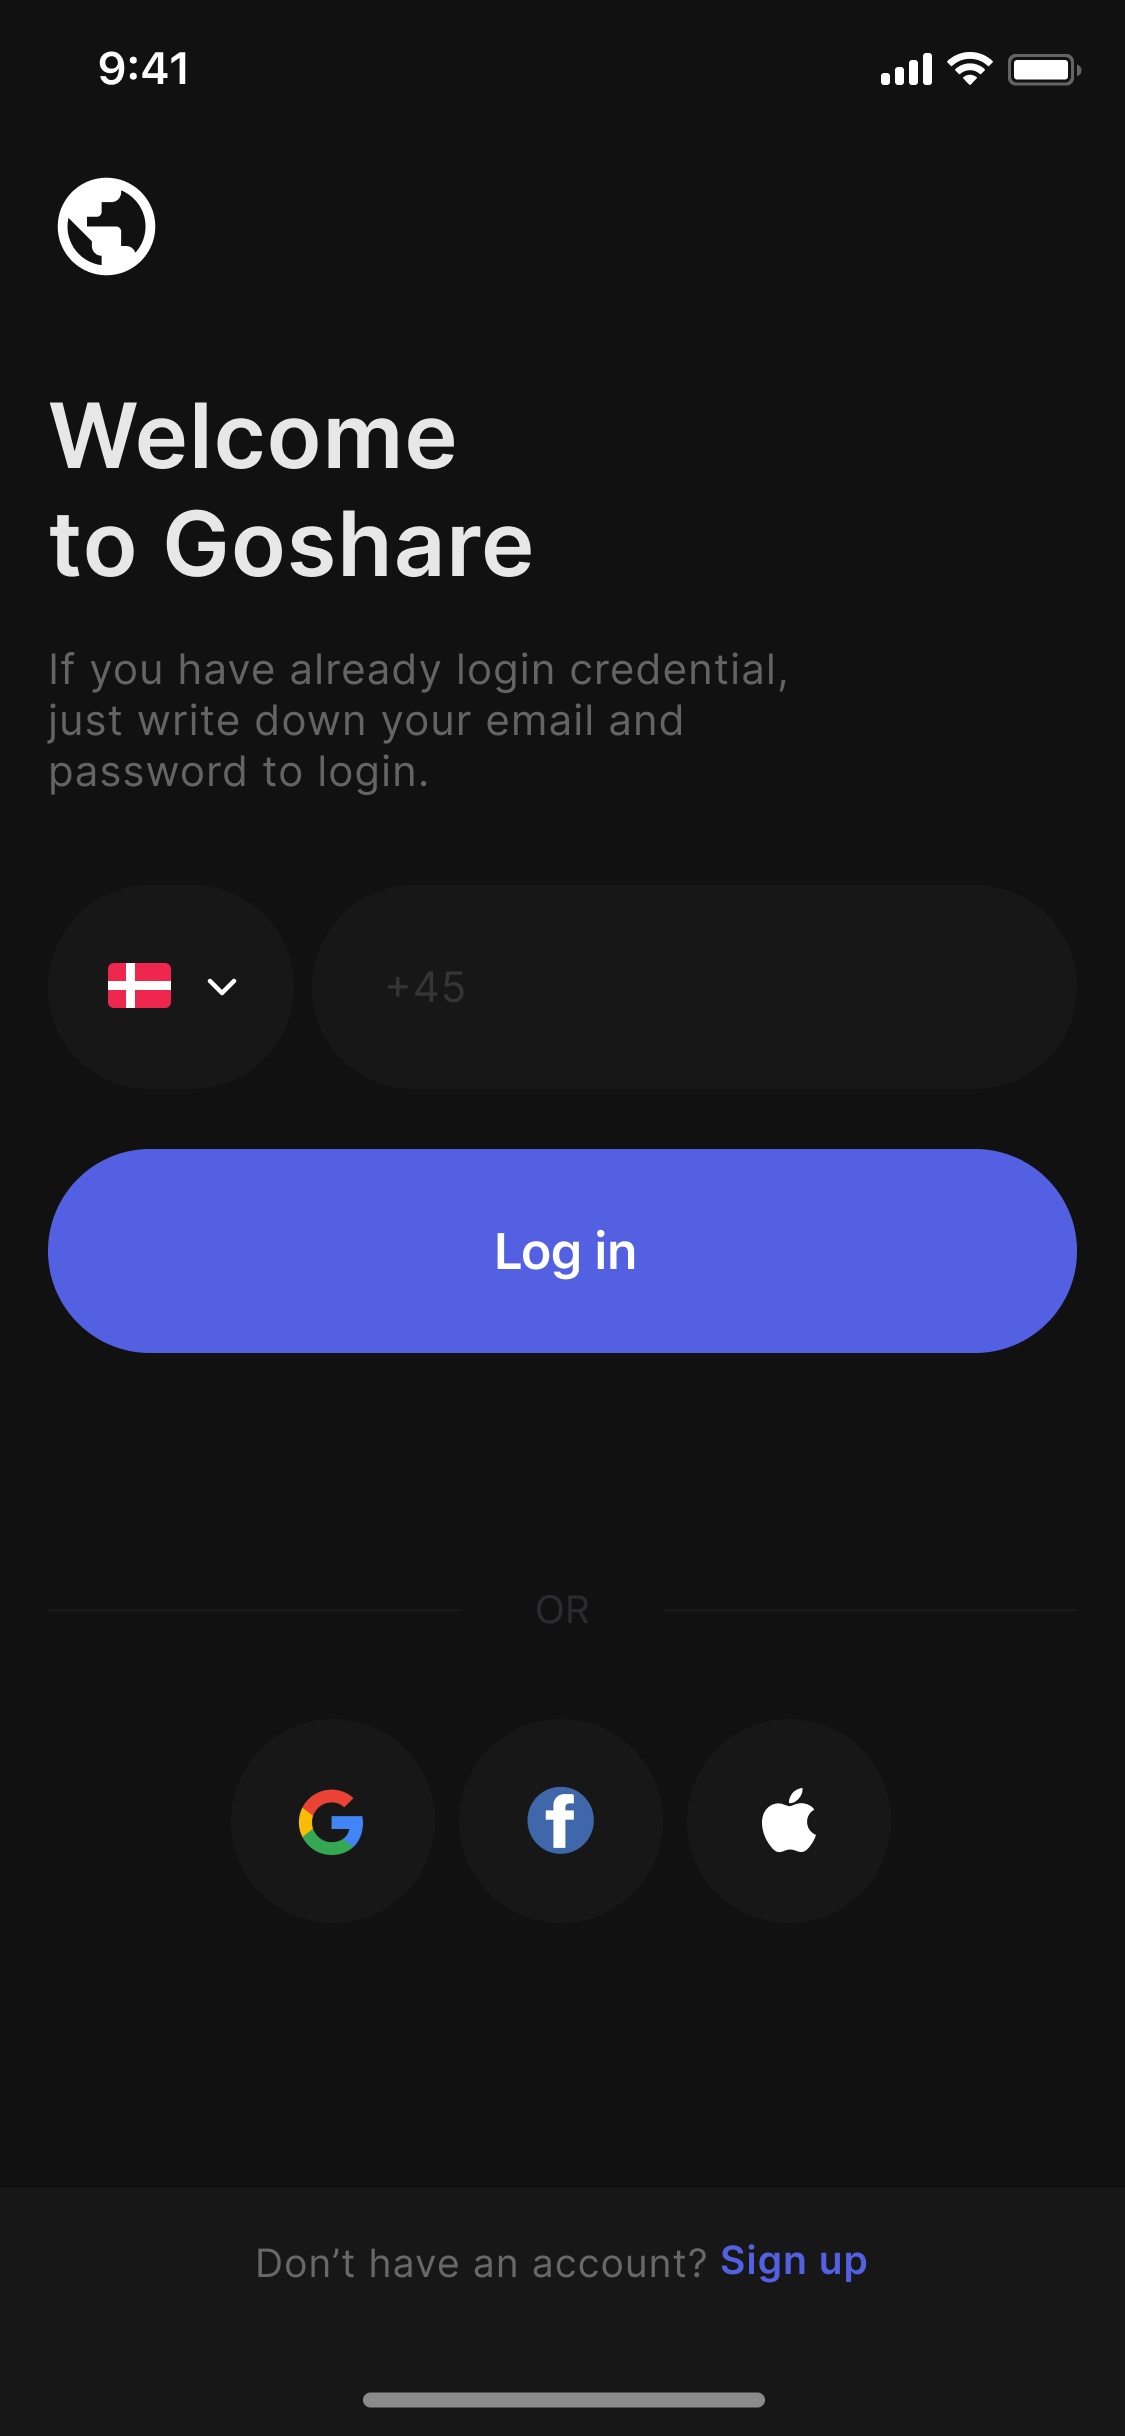 9:41
Welcome
to Goshare
If you have already login credential,
just write down your email and
password to login.
+45
Log in
OR
Don’t have an account? Sign up